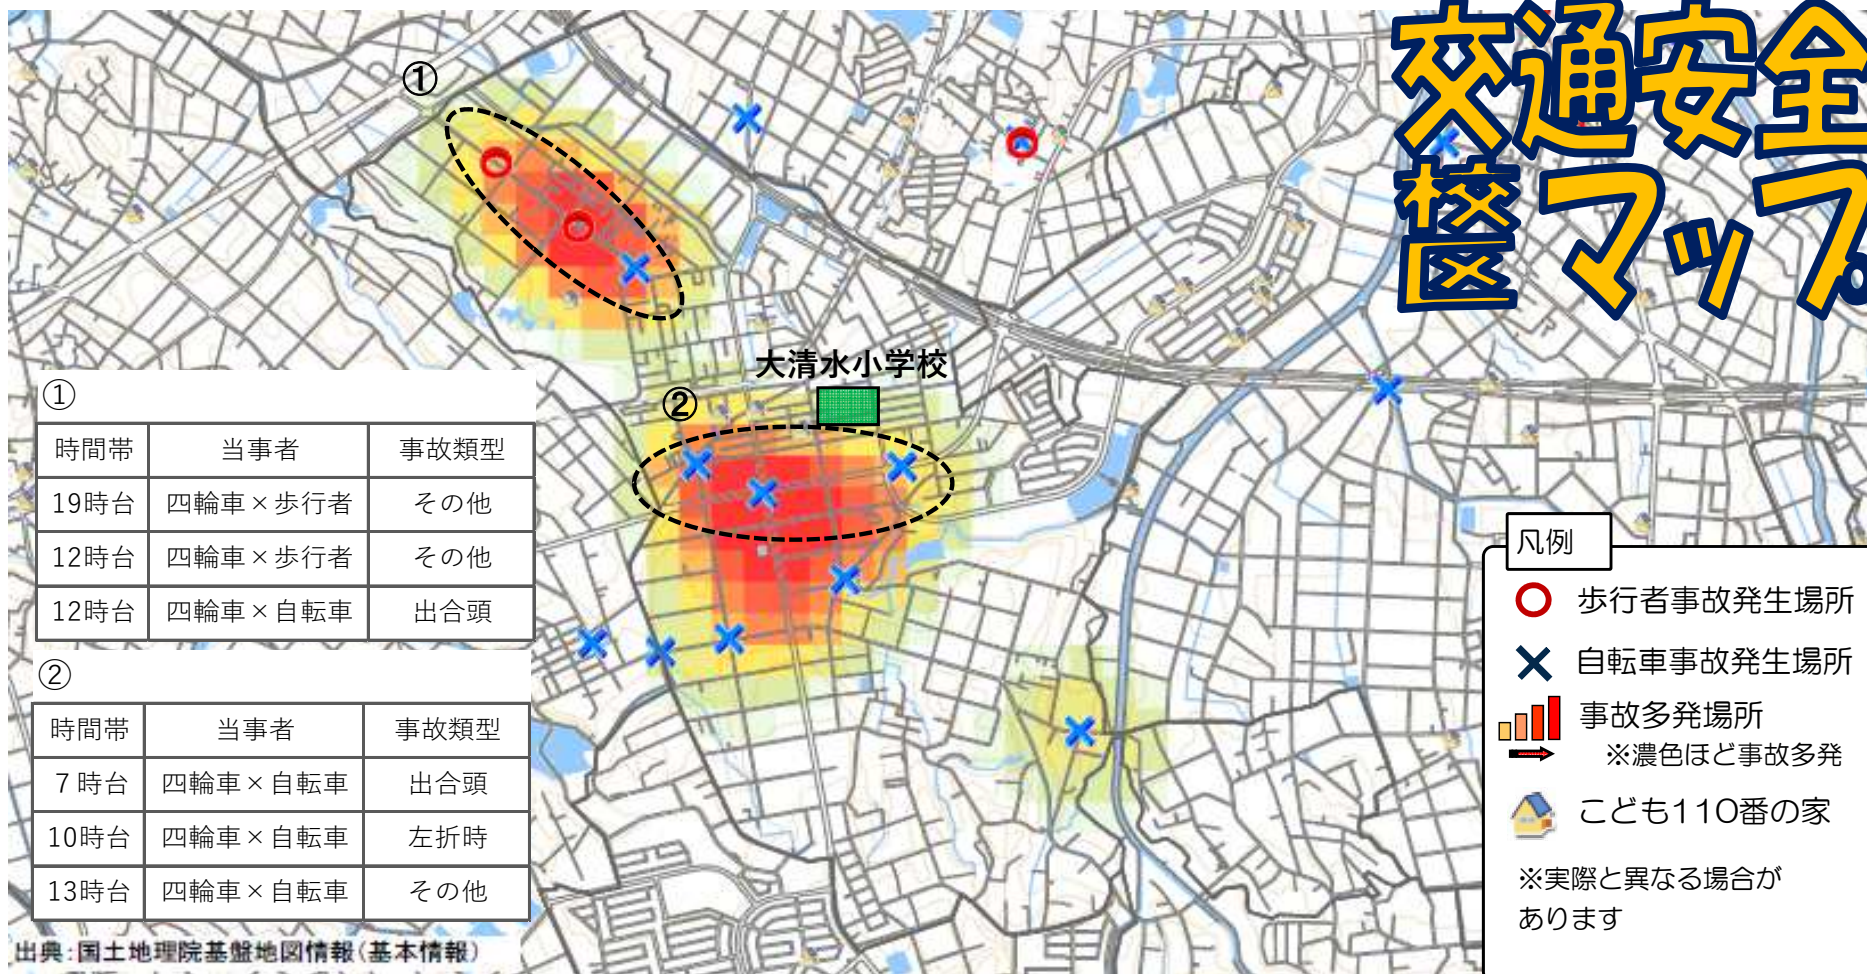 交通安全
校区マップ
①
大清水小学校
②
①
時間帯 当事者 事故類型
19時台 四輪車×歩行者 その他
12時台 四輪車×歩行者 その他
12時台 四輪車×自転車 出合頭
②
時間帯 当事者 事故類型
7時台 四輪車×自転車 出合頭
10時台 四輪車×自転車 左折時
13時台 四輪車×自転車 その他
出典:国土地理院基盤地図情報(基本情報)
凡例
歩行者事故発生場所
自転車事故発生場所
事故多発場所
※濃色ほど事故多発
こども110番の家
※実際と異なる場合が
あります